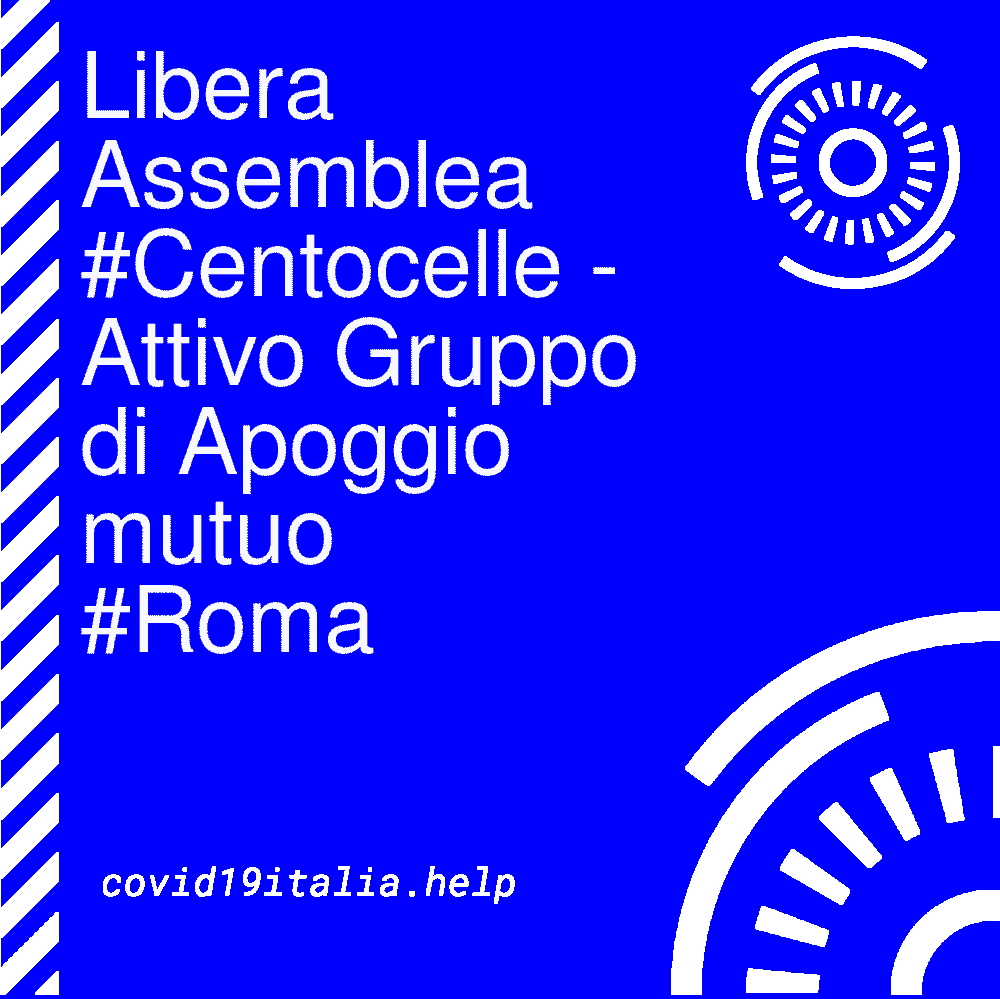 Libera
Assemblea
#Centocelle -
Attivo Gruppo
di Apoggio
mutuo
#Roma
covid19italia.help